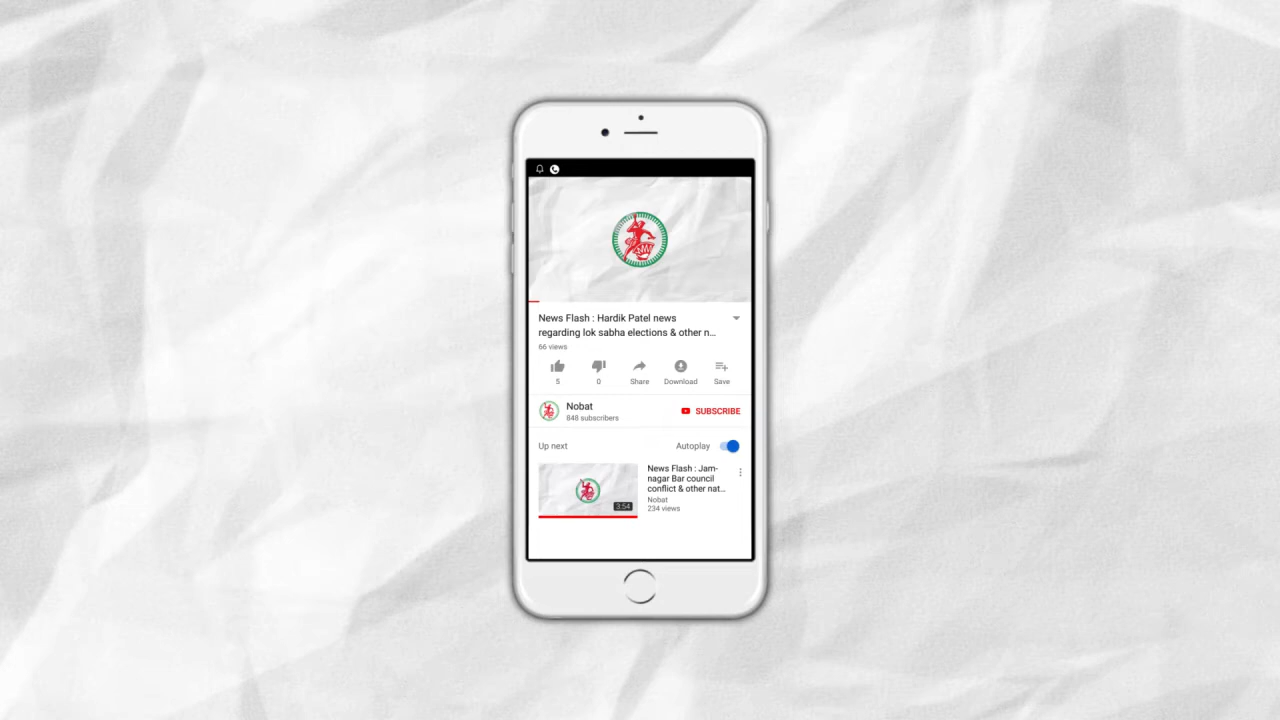 News Flash : Hardik Patel news
regarding lok sabha elections & other n...
66 views
5
0
Share
Download
Save
Nobat
848 subscribers
SUBSCRIBE
Up next
Autoplay
3:54
News Flash : Jam-
nagar Bar council
conflict & other nat...
Nobat
234 views